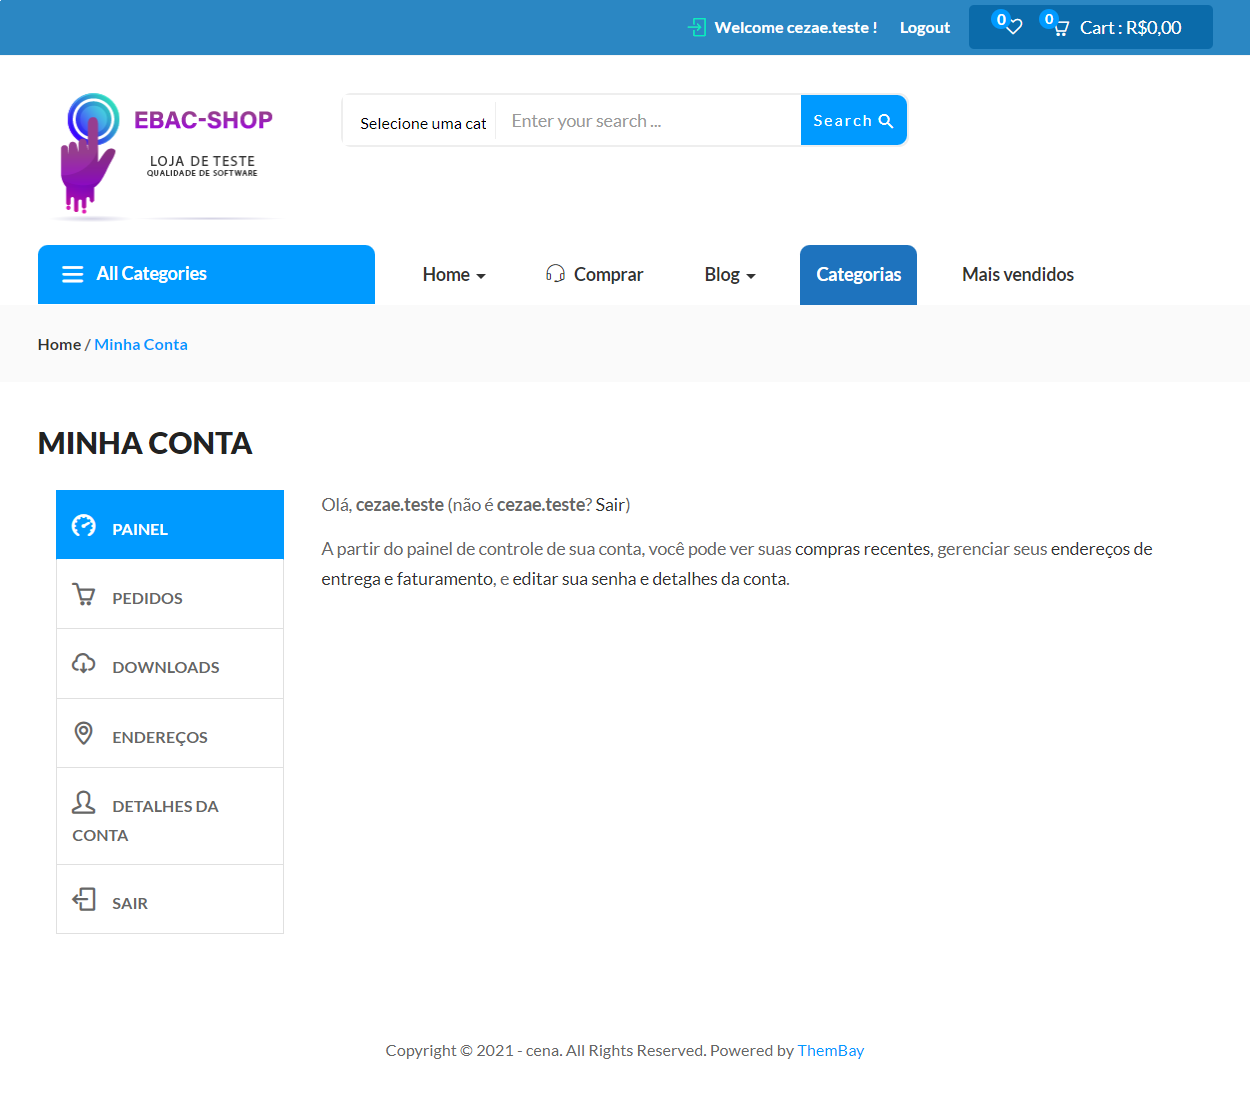 Welcome cezae.teste ! Logout 0 0 Cart : R$0,00
EBAC-SHOP
LOJA DE TESTE
QUALIDADE DE SOFTWARE
Selecione uma cat Enter your search ... Search
All Categories Home Comprar Blog Categorias Mais vendidos
Home / Minha Conta
MINHA CONTA
PAINEL
PEDIDOS
DOWNLOADS
ENDEREÇOS
DETALHES DA
CONTA
SAIR
Olá, cezae.teste (não é cezae.teste? Sair)
A partir do painel de controle de sua conta, você pode ver suas compras recentes, gerenciar seus endereços de
entrega e faturamento, e editar sua senha e detalhes da conta.
Copyright © 2021 - cena. All Rights Reserved. Powered by ThemBay